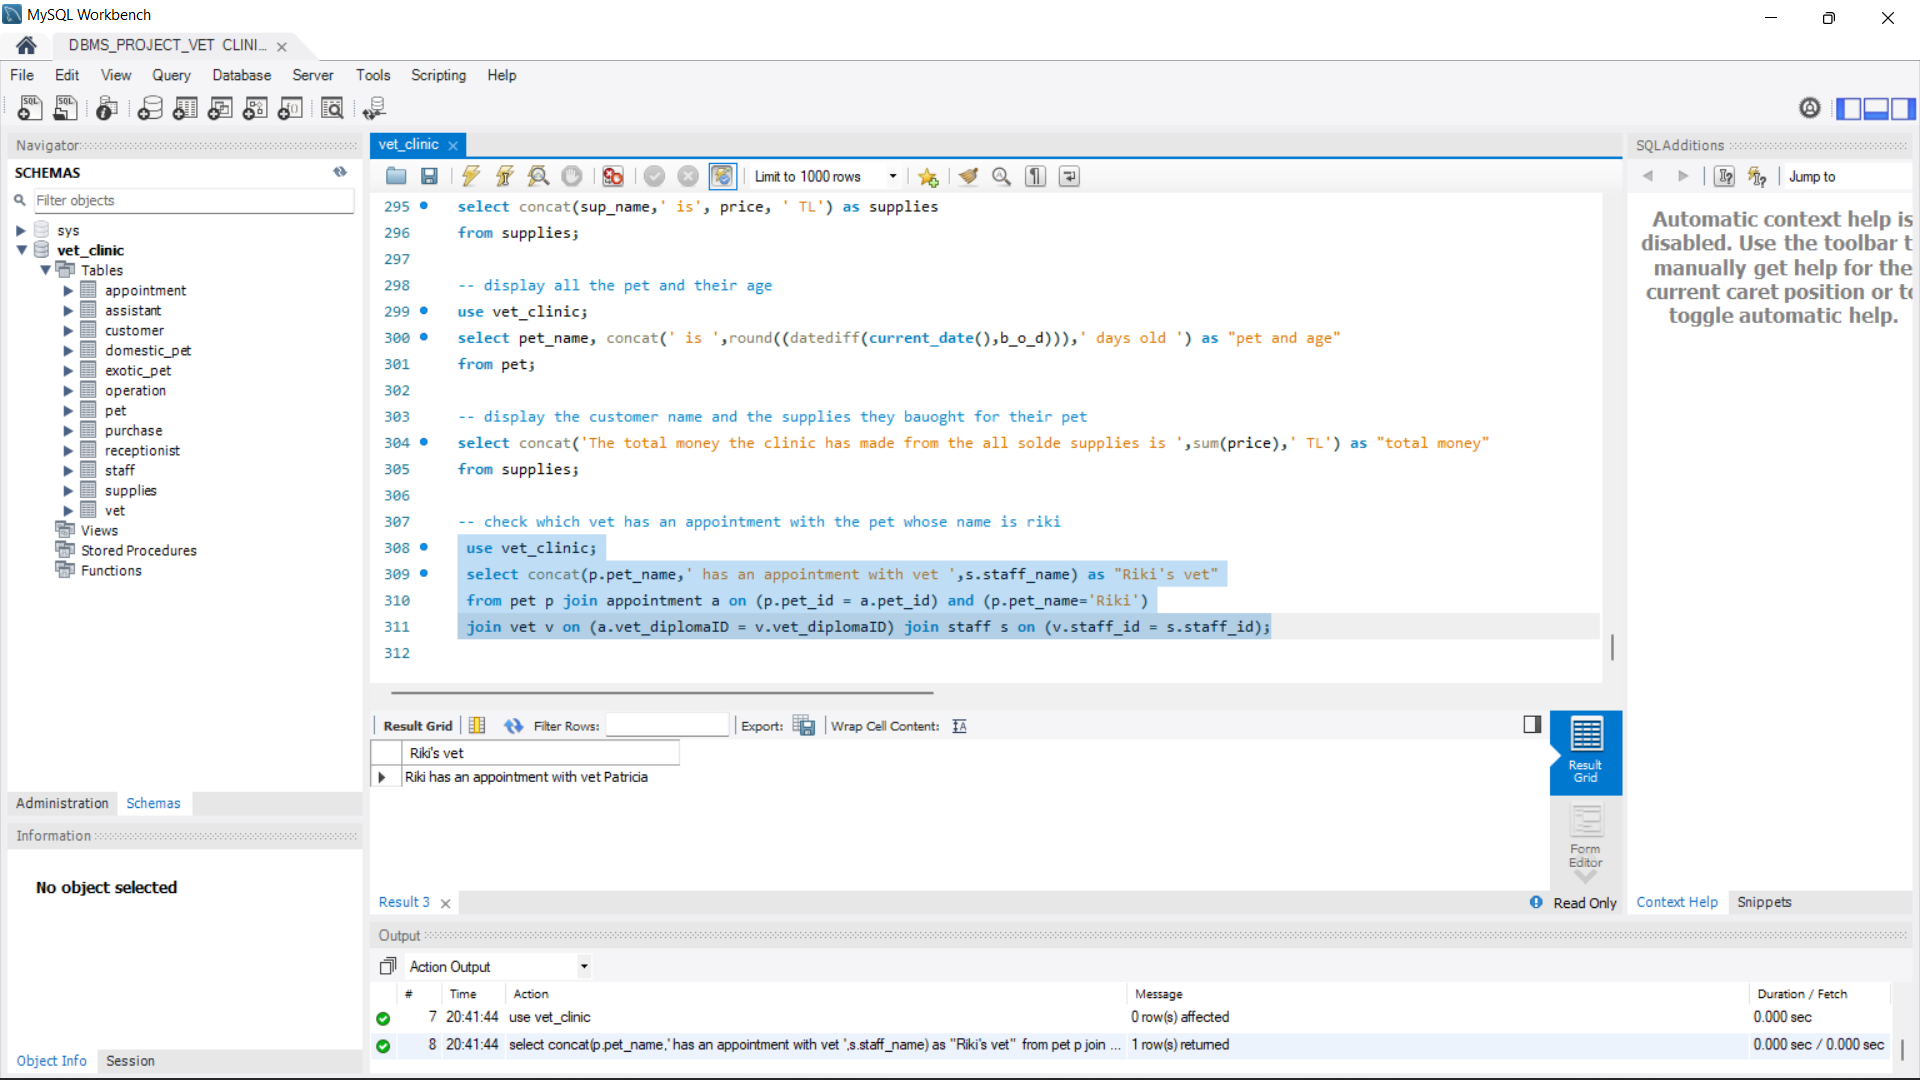 MySQL Workbench
DBMS_PROJECT_VET CLINI...
File Edit View Query Database Server Tools Scripting Help
Navigator
SCHEMAS
Filter objects
sys
vet_clinic
Tables
appointment
assistant
customer
domestic_pet
exotic_pet
operation
pet
purchase
receptionist
staff
supplies
vet
Views
Stored Procedures
Functions
Administration Schemas
Information
No object selected
Object Info Session
vet_clinic
Limit to 1000 rows
295 select concat(sup_name,' is', price, ' TL') as supplies
296 from supplies;
297
298 -- display all the pet and their age
299 use vet_clinic;
300 select pet_name, concat(' is ',round((datediff(current_date(),b_o_d))),' days old ') as "pet and age"
301 from pet;
302
303 -- display the customer name and the supplies they bauoght for their pet
304 select concat('The total money the clinic has made from the all solde supplies is ',sum(price),' TL') as "total money"
305 from supplies;
306
307 -- check which vet has an appointment with the pet whose name is riki
308 use vet_clinic;
309 select concat(p.pet_name,' has an appointment with vet ',s.staff_name) as "Riki's vet"
310 from pet p join appointment a on (p.pet_id = a.pet_id) and (p.pet_name='Riki')
311 join vet v on (a.vet_diplomaID = v.vet_diplomaID) join staff s on (v.staff_id = s.staff_id);
312
Result Grid Filter Rows: Export: Wrap Cell Content:
Riki's vet
Riki has an appointment with vet Patricia
Result
Grid
Form
Editor
Result 3
Read Only
SQLAdditions
Jump to
Automatic context help is
disabled. Use the toolbar t
manually get help for the
current caret position or to
toggle automatic help.
Context Help Snippets
Output
Action Output
# Time Action Message Duration / Fetch
7 20:41:44 use vet_clinic 0 row(s) affected 0.000 sec
8 20:41:44 select concat(p.pet_name,' has an appointment with vet ',s.staff_name) as "Riki's vet" from pet p join ... 1 row(s) returned 0.000 sec / 0.000 sec